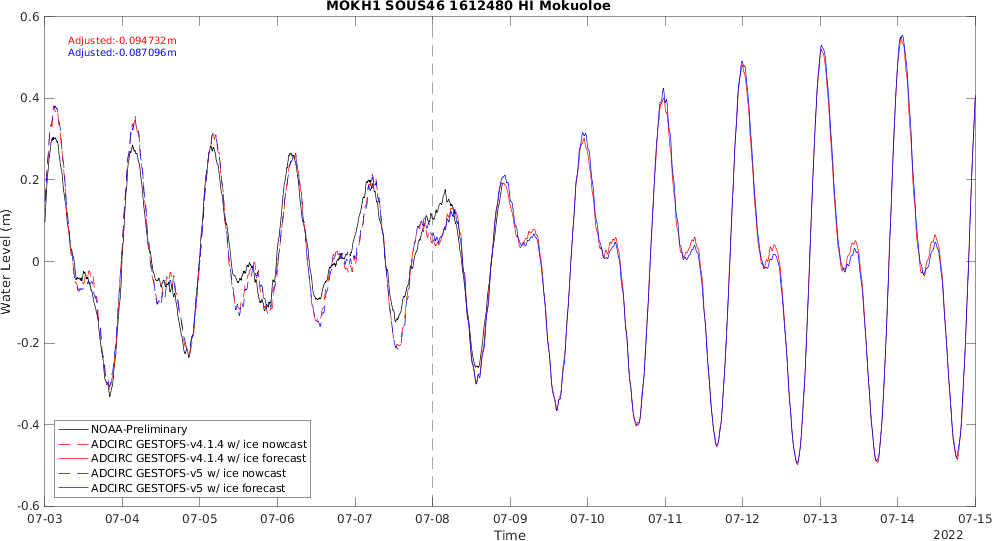 MOKH1 SOUS46 1612480 HI Mokuoloe
Adjusted:-0.094732m
Adjusted:-0.087096m
Water Level (m)
0.6
0.4
0.2
0
-0.2
-0.4
-0.6
NOAA-Preliminary
ADCIRC GESTOFS-v4.1.4 w/ ice nowcast
ADCIRC GESTOFS-v4.1.4 w/ ice forecast
ADCIRC GESTOFS-v5 w/ ice nowcast
ADCIRC GESTOFS-v5 w/ ice forecast
07-03 07-04 07-05 07-06 07-07 07-08 07-09 07-10 07-11 07-12 07-13 07-14 07-15
Time
2022